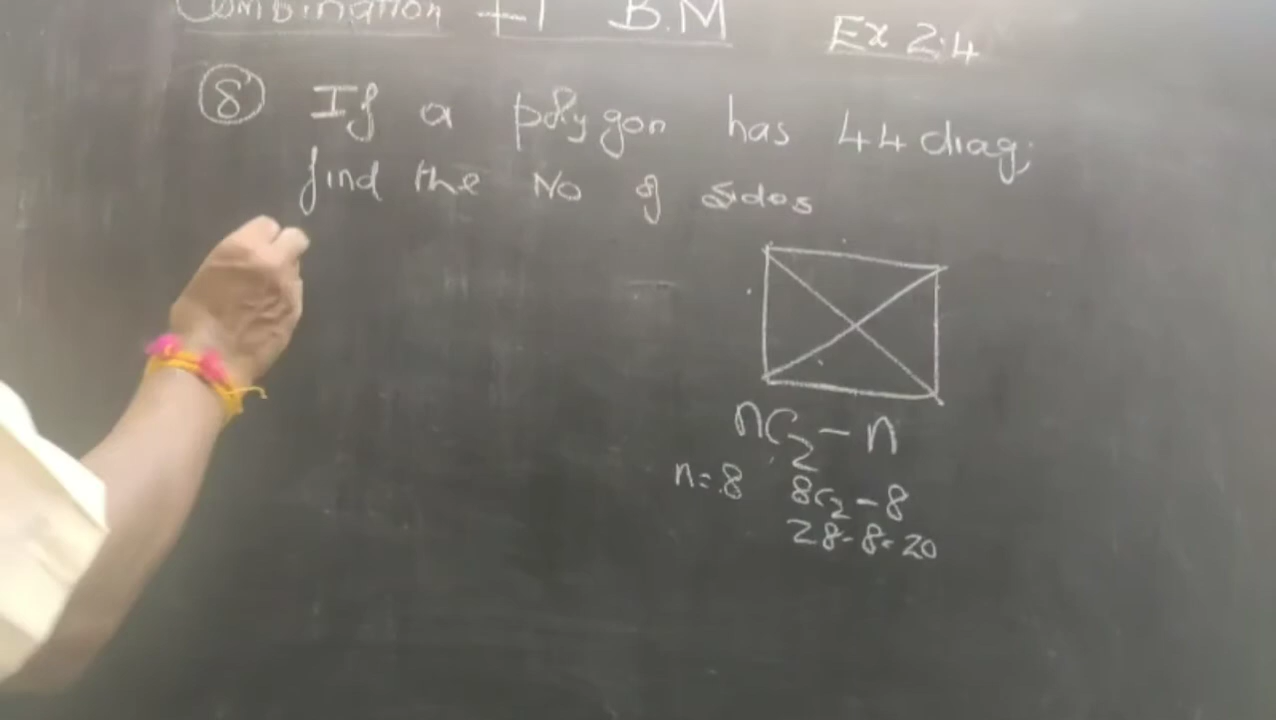 Combination +1 B.M Ex 2.4
8 If a polygon has 44 diag;
find the No of sides
nC2 - n
n = 8 8C2 - 8
28 - 8 = 20